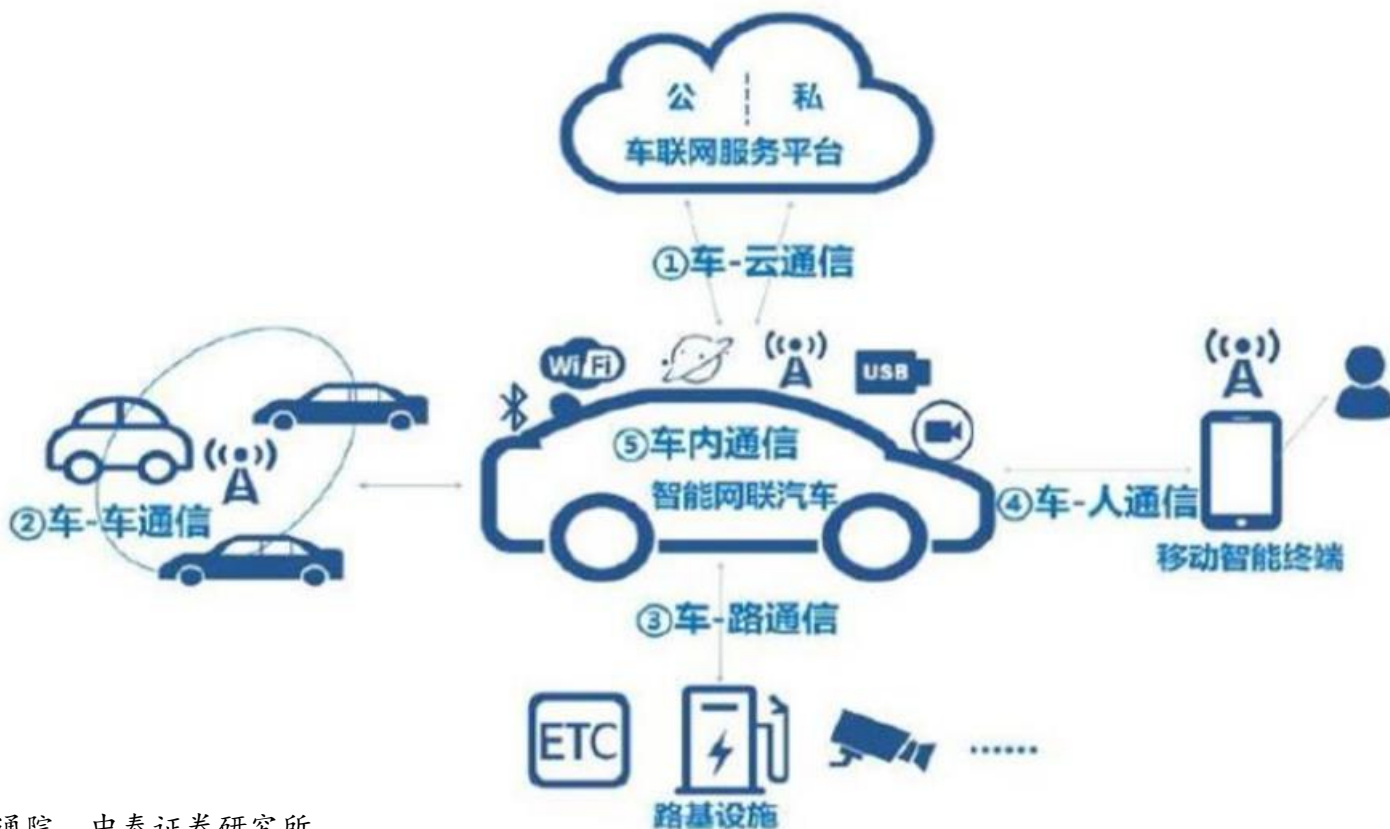 公 私
车联网服务平台
①车-云通信
WiFi
USB
⑤车内通信
智能网联汽车
②车-车通信
④车-人通信
移动智能终端
③车-路通信
ETC
······
路基设施
通院 中泰证券研究所